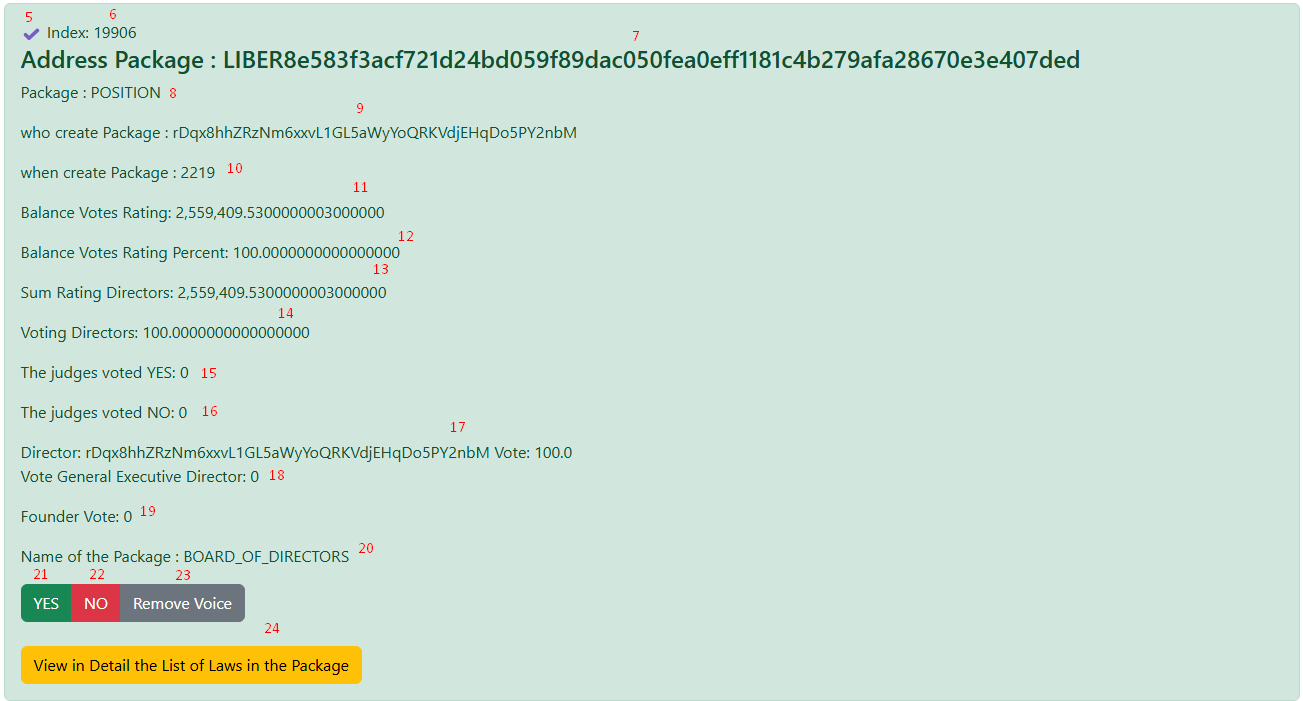 5 6
Index: 19906
7
Address Package : LIBER8e583f3acf721d24bd059f89dac050fea0eff1181c4b279afa28670e3e407ded
Package : POSITION 8
9
who create Package : rDqx8hhZRzNm6xxvL1GL5aWyYoQRKVdjEHqDo5PY2nbM
when create Package : 2219 10
11
Balance Votes Rating: 2,559,409.5300000003000000
12
Balance Votes Rating Percent: 100.0000000000000000
13
Sum Rating Directors: 2,559,409.5300000003000000
14
Voting Directors: 100.0000000000000000
The judges voted YES: 0 15
The judges voted NO: 0 16
17
Director: rDqx8hhZRzNm6xxvL1GL5aWyYoQRKVdjEHqDo5PY2nbM Vote: 100.0
Vote General Executive Director: 0 18
Founder Vote: 0 19
Name of the Package : BOARD_OF_DIRECTORS 20
21 22 23
YES NO Remove Voice
24
View in Detail the List of Laws in the Package